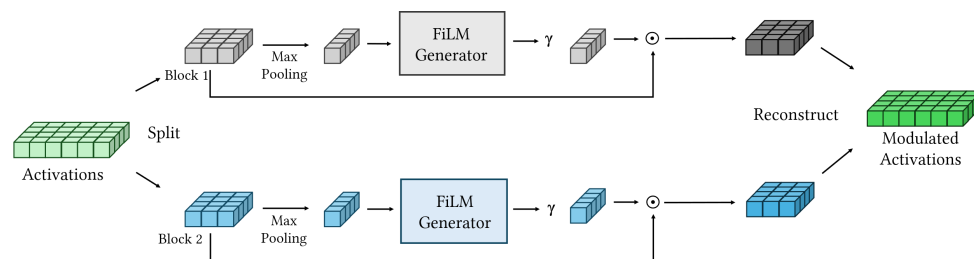 FiLM
Generator
γ
⊙
Max
Pooling
Block 1
Split
Reconstruct
Activations
Modulated
Activations
FiLM
Generator
γ
⊙
Max
Pooling
Block 2